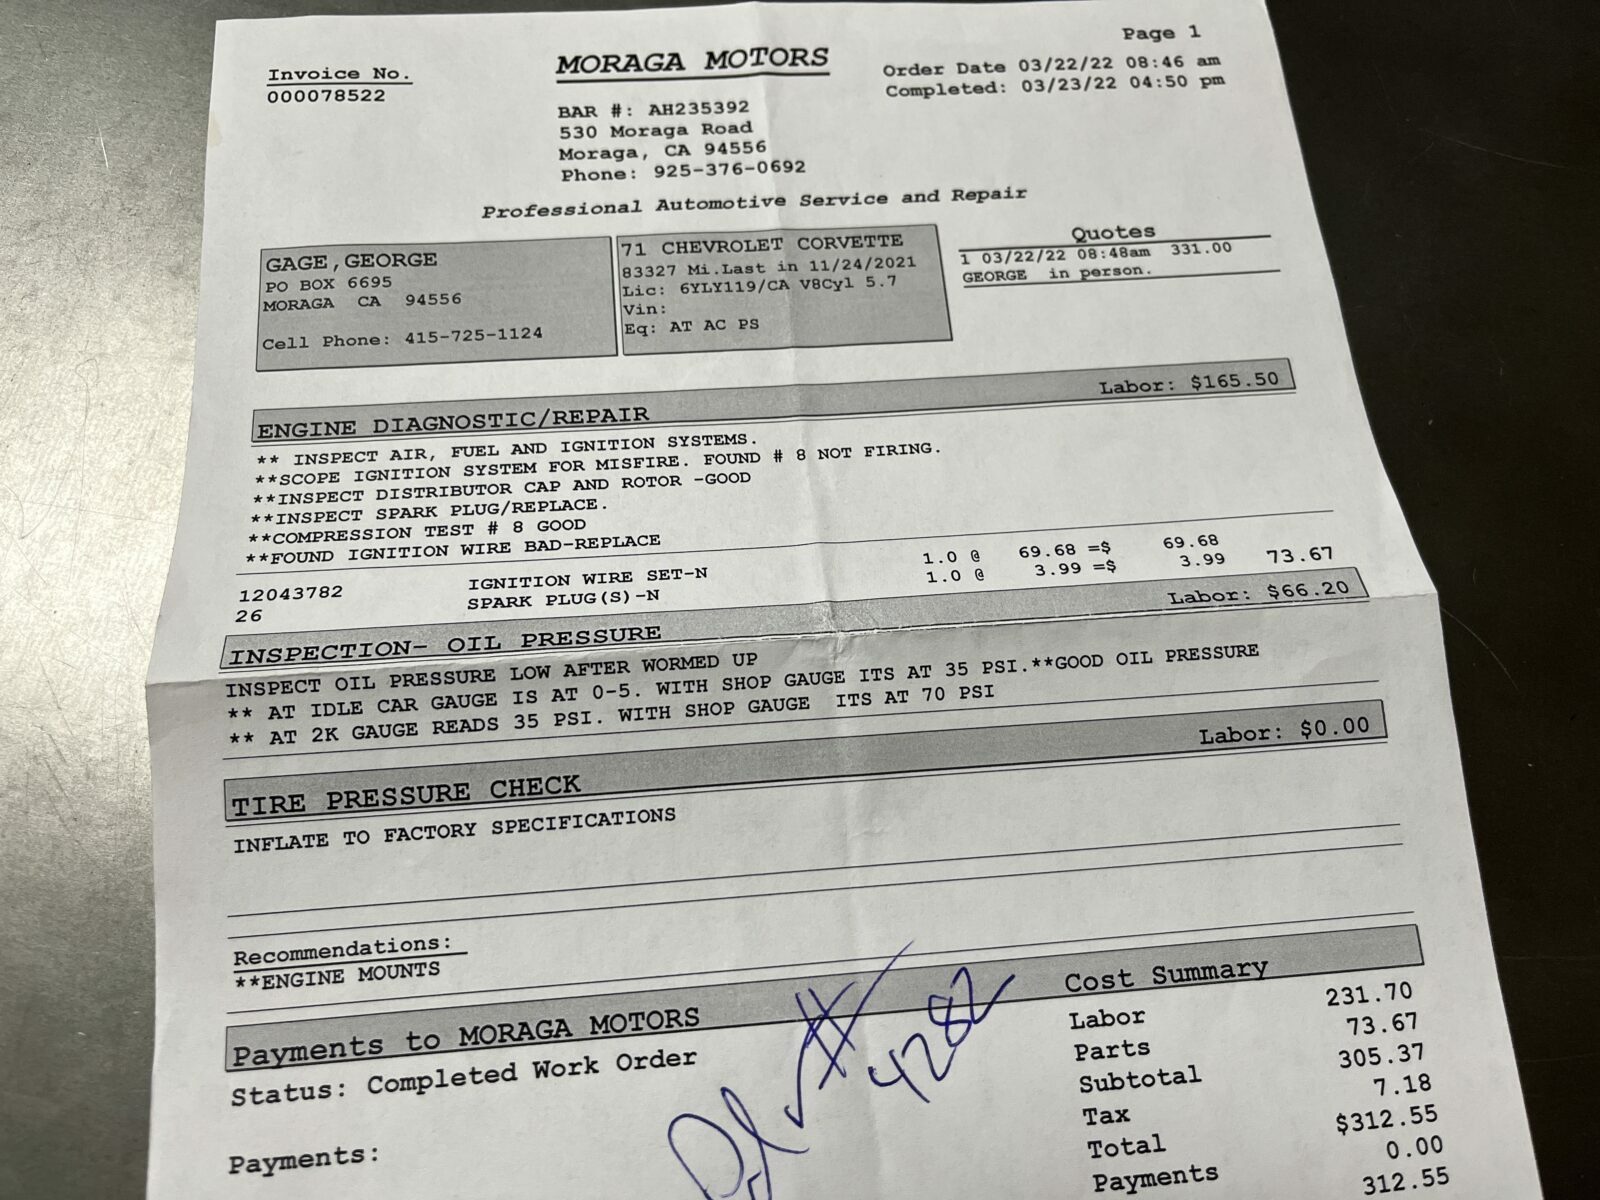 Page 1
Invoice No.
000078522
MORAGA MOTORS
BAR #: AH235392
530 Moraga Road
Moraga, CA 94556
Phone: 925-376-0692
Order Date 03/22/22 08:46 am
Completed: 03/23/22 04:50 pm
Professional Automotive Service and Repair
GAGE,GEORGE
PO BOX 6695
MORAGA CA 94556
Cell Phone: 415-725-1124
71 CHEVROLET CORVETTE
83327 Mi.Last in 11/24/2021
Lic: 6YLY119/CA V8Cyl 5.7
Vin:
Eq: AT AC PS
Quotes
1 03/22/22 08:48am 331.00
GEORGE in person.
ENGINE DIAGNOSTIC/REPAIR Labor: $165.50
** INSPECT AIR, FUEL AND IGNITION SYSTEMS.
**SCOPE IGNITION SYSTEM FOR MISFIRE. FOUND # 8 NOT FIRING.
**INSPECT DISTRIBUTOR CAP AND ROTOR -GOOD
**INSPECT SPARK PLUG/REPLACE.
**COMPRESSION TEST # 8 GOOD
**FOUND IGNITION WIRE BAD-REPLACE
12043782 IGNITION WIRE SET-N 1.0 @ 69.68 =$ 69.68
26 SPARK PLUG(S)-N 1.0 @ 3.99 =$ 3.99 73.67
INSPECTION- OIL PRESSURE Labor: $66.20
INSPECT OIL PRESSURE LOW AFTER WORMED UP
** AT IDLE CAR GAUGE IS AT 0-5. WITH SHOP GAUGE ITS AT 35 PSI.**GOOD OIL PRESSURE
** AT 2K GAUGE READS 35 PSI. WITH SHOP GAUGE ITS AT 70 PSI
TIRE PRESSURE CHECK Labor: $0.00
INFLATE TO FACTORY SPECIFICATIONS
Recommendations:
**ENGINE MOUNTS
Payments to MORAGA MOTORS
Status: Completed Work Order
Payments:
4282
Cost Summary
Labor 231.70
Parts 73.67
Subtotal 305.37
Tax 7.18
Total $312.55
Payments 0.00
312.55